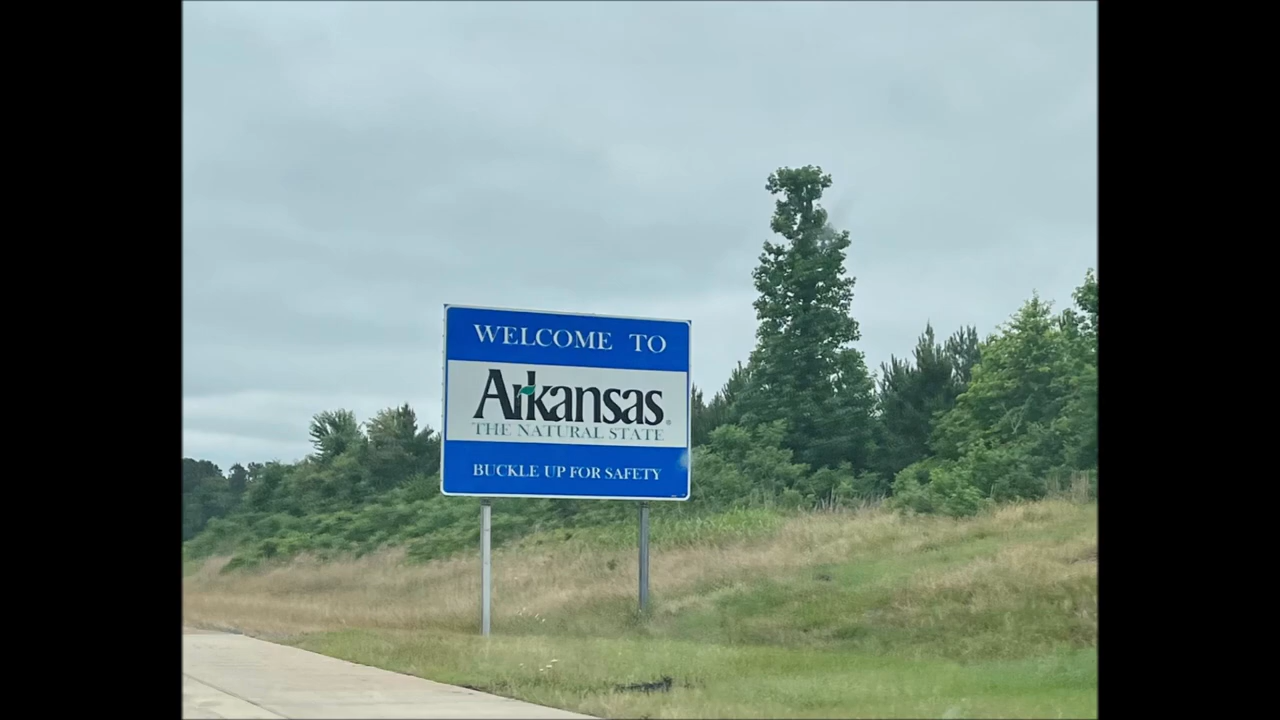 WELCOME TO
Arkansas®
THE NATURAL STATE
BUCKLE UP FOR SAFETY